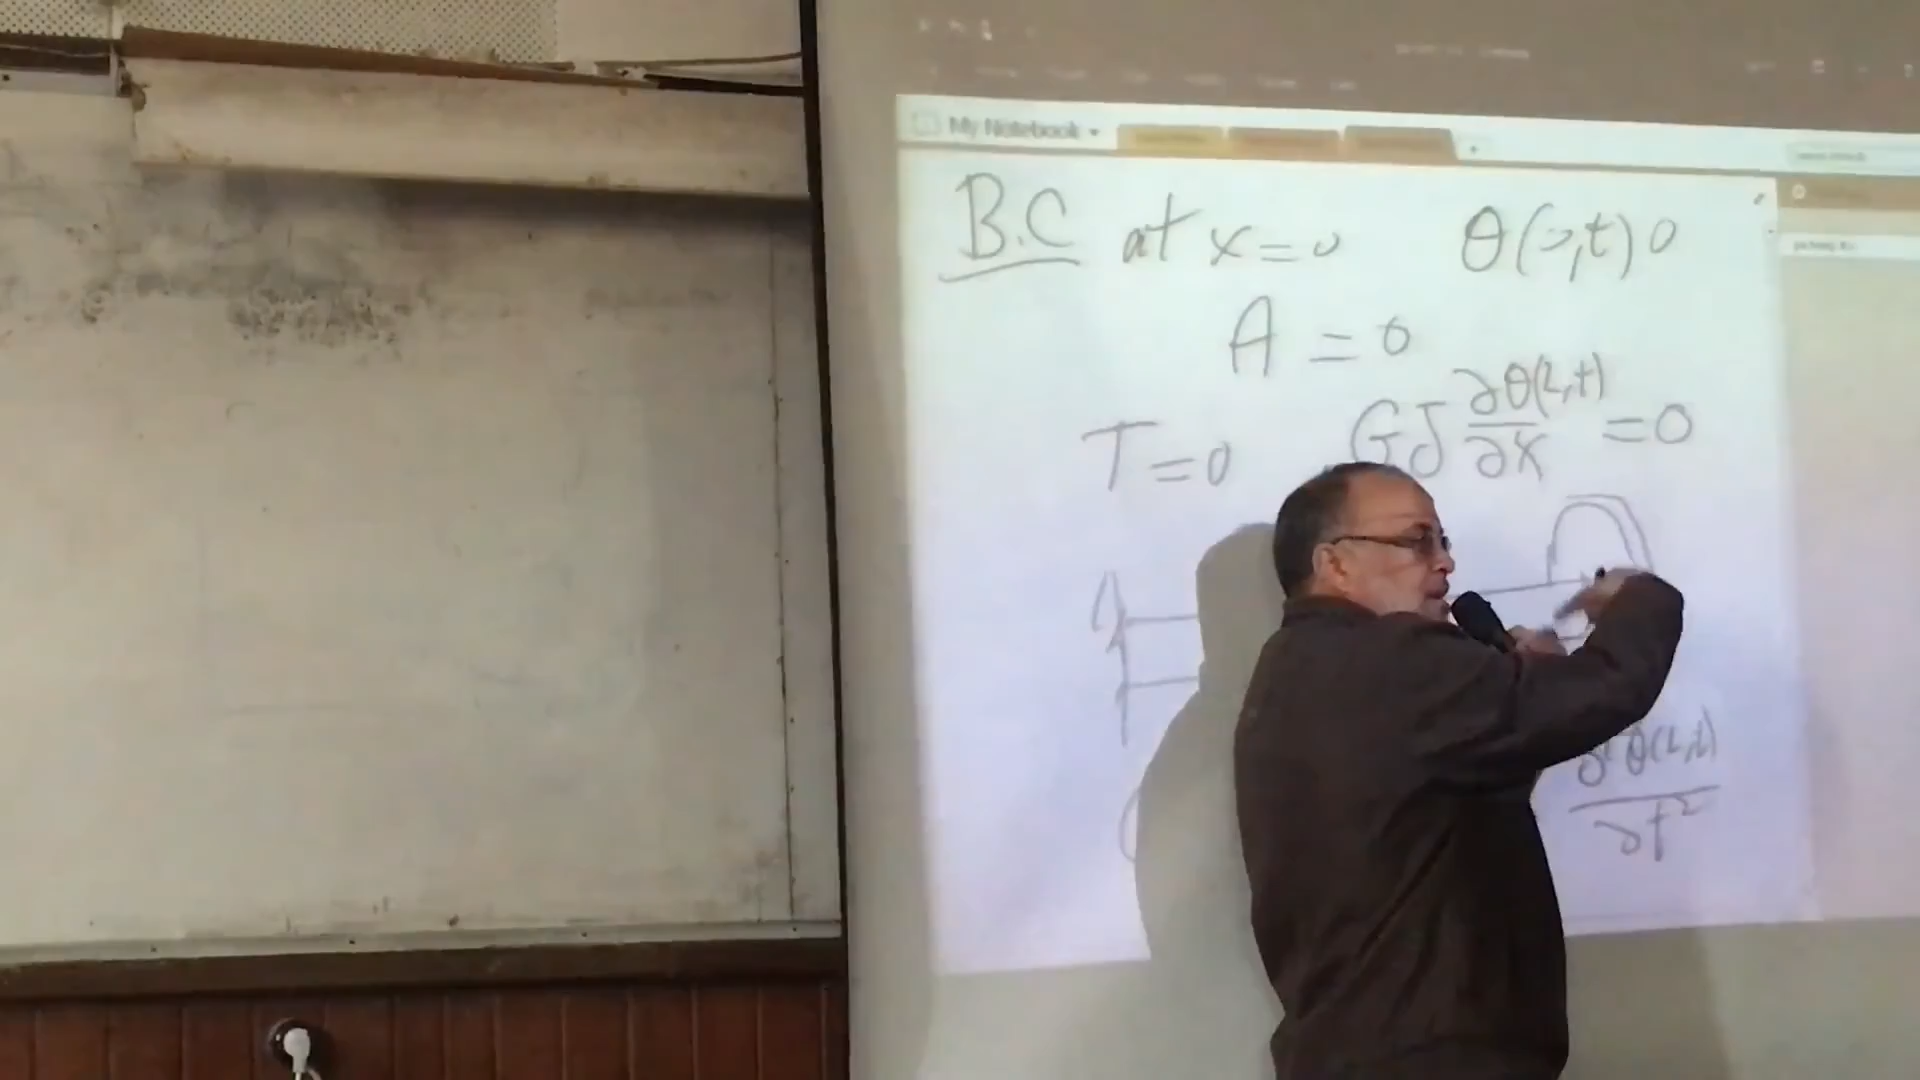 My Notebook
B.C at x=0 θ(0,t) 0
A = 0
T=0 GJ ∂θ(L,t)/∂x =0
∂²θ(L,t)/∂t²